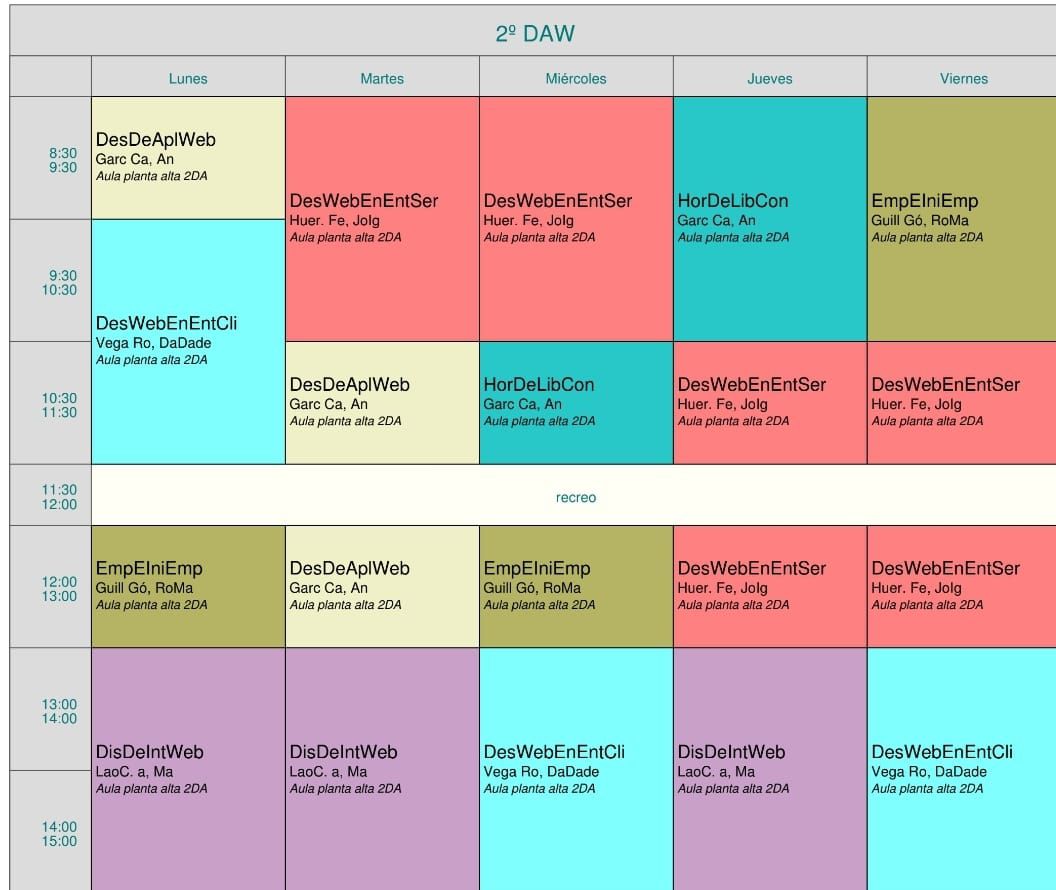 2º DAW
Lunes
Martes
Miércoles
Jueves
Viernes
8:30
9:30
DesDeAplWeb
Garc Ca, An
Aula planta alta 2DA
DesWebEnEntSer
Huer. Fe, JoIg
Aula planta alta 2DA
DesWebEnEntSer
Huer. Fe, JoIg
Aula planta alta 2DA
HorDeLibCon
Garc Ca, An
Aula planta alta 2DA
EmpEIniEmp
Guill Gó, RoMa
Aula planta alta 2DA
9:30
10:30
DesWebEnEntCli
Vega Ro, DaDade
Aula planta alta 2DA
10:30
11:30
DesDeAplWeb
Garc Ca, An
Aula planta alta 2DA
HorDeLibCon
Garc Ca, An
Aula planta alta 2DA
DesWebEnEntSer
Huer. Fe, JoIg
Aula planta alta 2DA
DesWebEnEntSer
Huer. Fe, JoIg
Aula planta alta 2DA
11:30
12:00
recreo
12:00
13:00
EmpEIniEmp
Guill Gó, RoMa
Aula planta alta 2DA
DesDeAplWeb
Garc Ca, An
Aula planta alta 2DA
EmpEIniEmp
Guill Gó, RoMa
Aula planta alta 2DA
DesWebEnEntSer
Huer. Fe, JoIg
Aula planta alta 2DA
DesWebEnEntSer
Huer. Fe, JoIg
Aula planta alta 2DA
13:00
14:00
DisDeIntWeb
LaoC. a, Ma
Aula planta alta 2DA
DisDeIntWeb
LaoC. a, Ma
Aula planta alta 2DA
DesWebEnEntCli
Vega Ro, DaDade
Aula planta alta 2DA
DisDeIntWeb
LaoC. a, Ma
Aula planta alta 2DA
DesWebEnEntCli
Vega Ro, DaDade
Aula planta alta 2DA
14:00
15:00